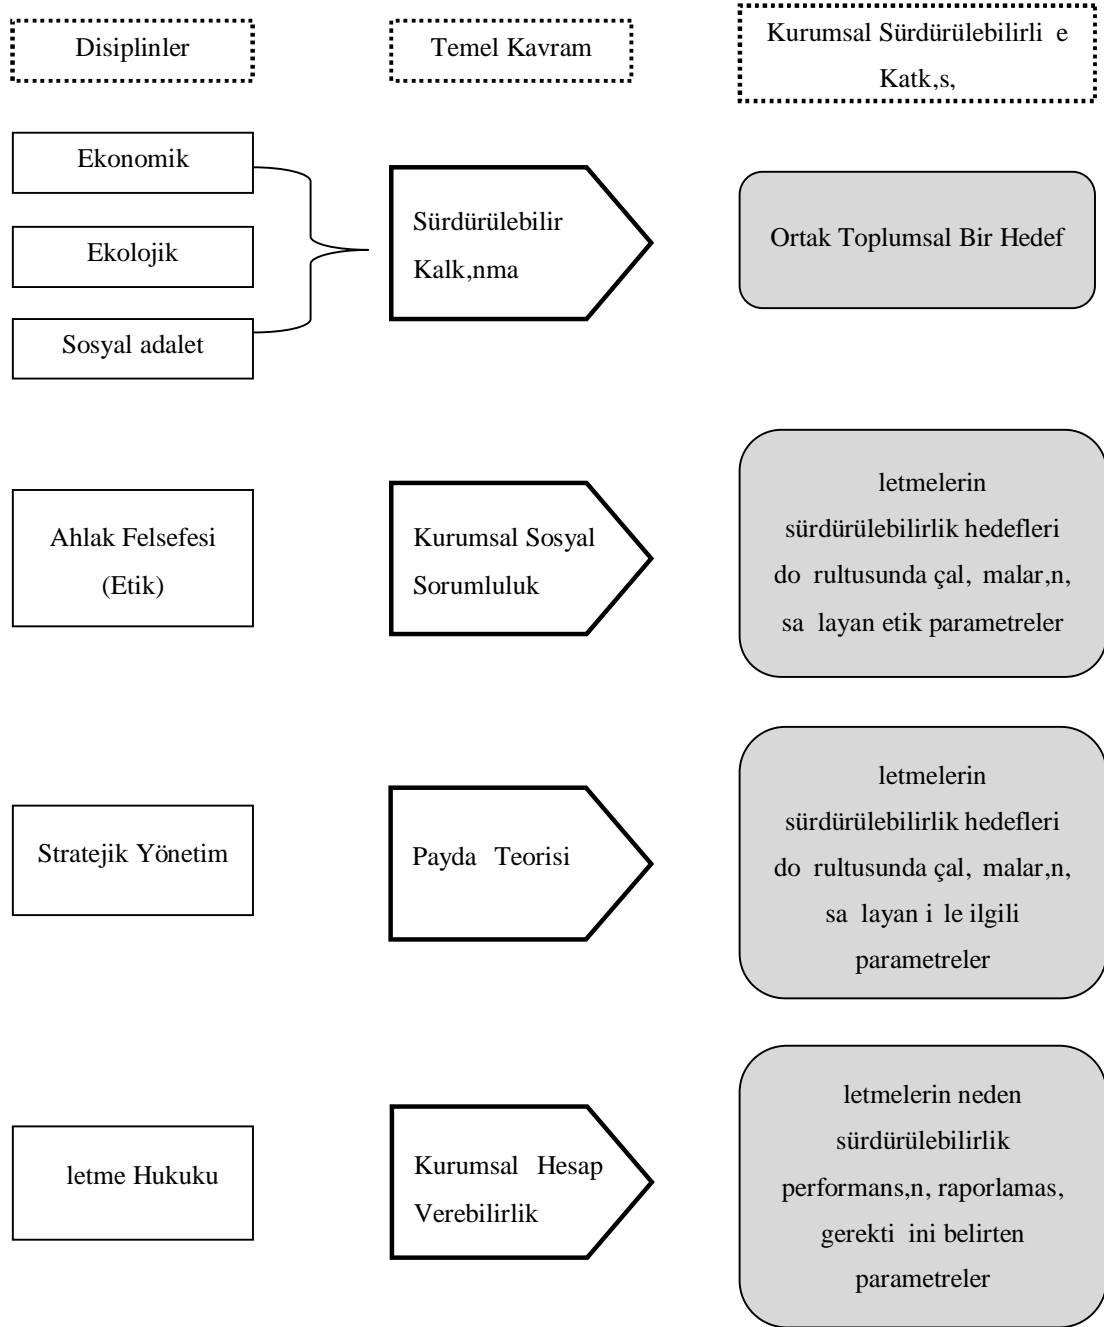 Disiplinler
Temel Kavram
Kurumsal Sürdürülebilirli e
Katk,s,
Ekonomik
Ekolojik
Sosyal adalet
Sürdürülebilir
Kalk,nma
Ortak Toplumsal Bir Hedef
Ahlak Felsefesi
(Etik)
Kurumsal Sosyal
Sorumluluk
letmelerin
sürdürülebilirlik hedefleri
do rultusunda çal, malar,n,
sa layan etik parametreler
Stratejik Yönetim
Payda Teorisi
letmelerin
sürdürülebilirlik hedefleri
do rultusunda çal, malar,n,
sa layan i le ilgili
parametreler
letme Hukuku
Kurumsal Hesap
Verebilirlik
letmelerin neden
sürdürülebilirlik
performans,n, raporlamas,
gerekti ini belirten
parametreler